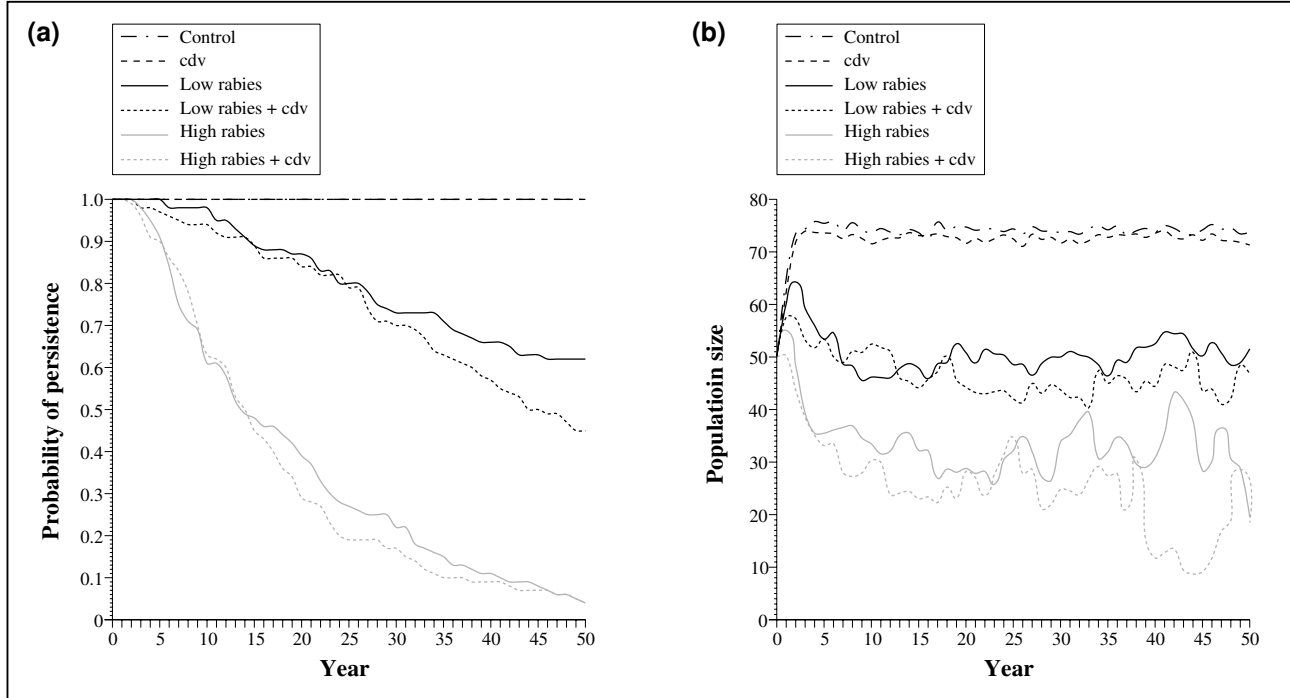 (a)
Control
cdv
Low rabies
Low rabies + cdv
High rabies
High rabies + cdv
1.0
0.9
0.8
0.7
0.6
0.5
0.4
0.3
0.2
0.1
0
Probability of persistence
0 5 10 15 20 25 30 35 40 45 50
Year
(b)
Control
cdv
Low rabies
Low rabies + cdv
High rabies
High rabies + cdv
80
70
60
50
40
30
20
10
0
Populatioin size
0 5 10 15 20 25 30 35 40 45 50
Year